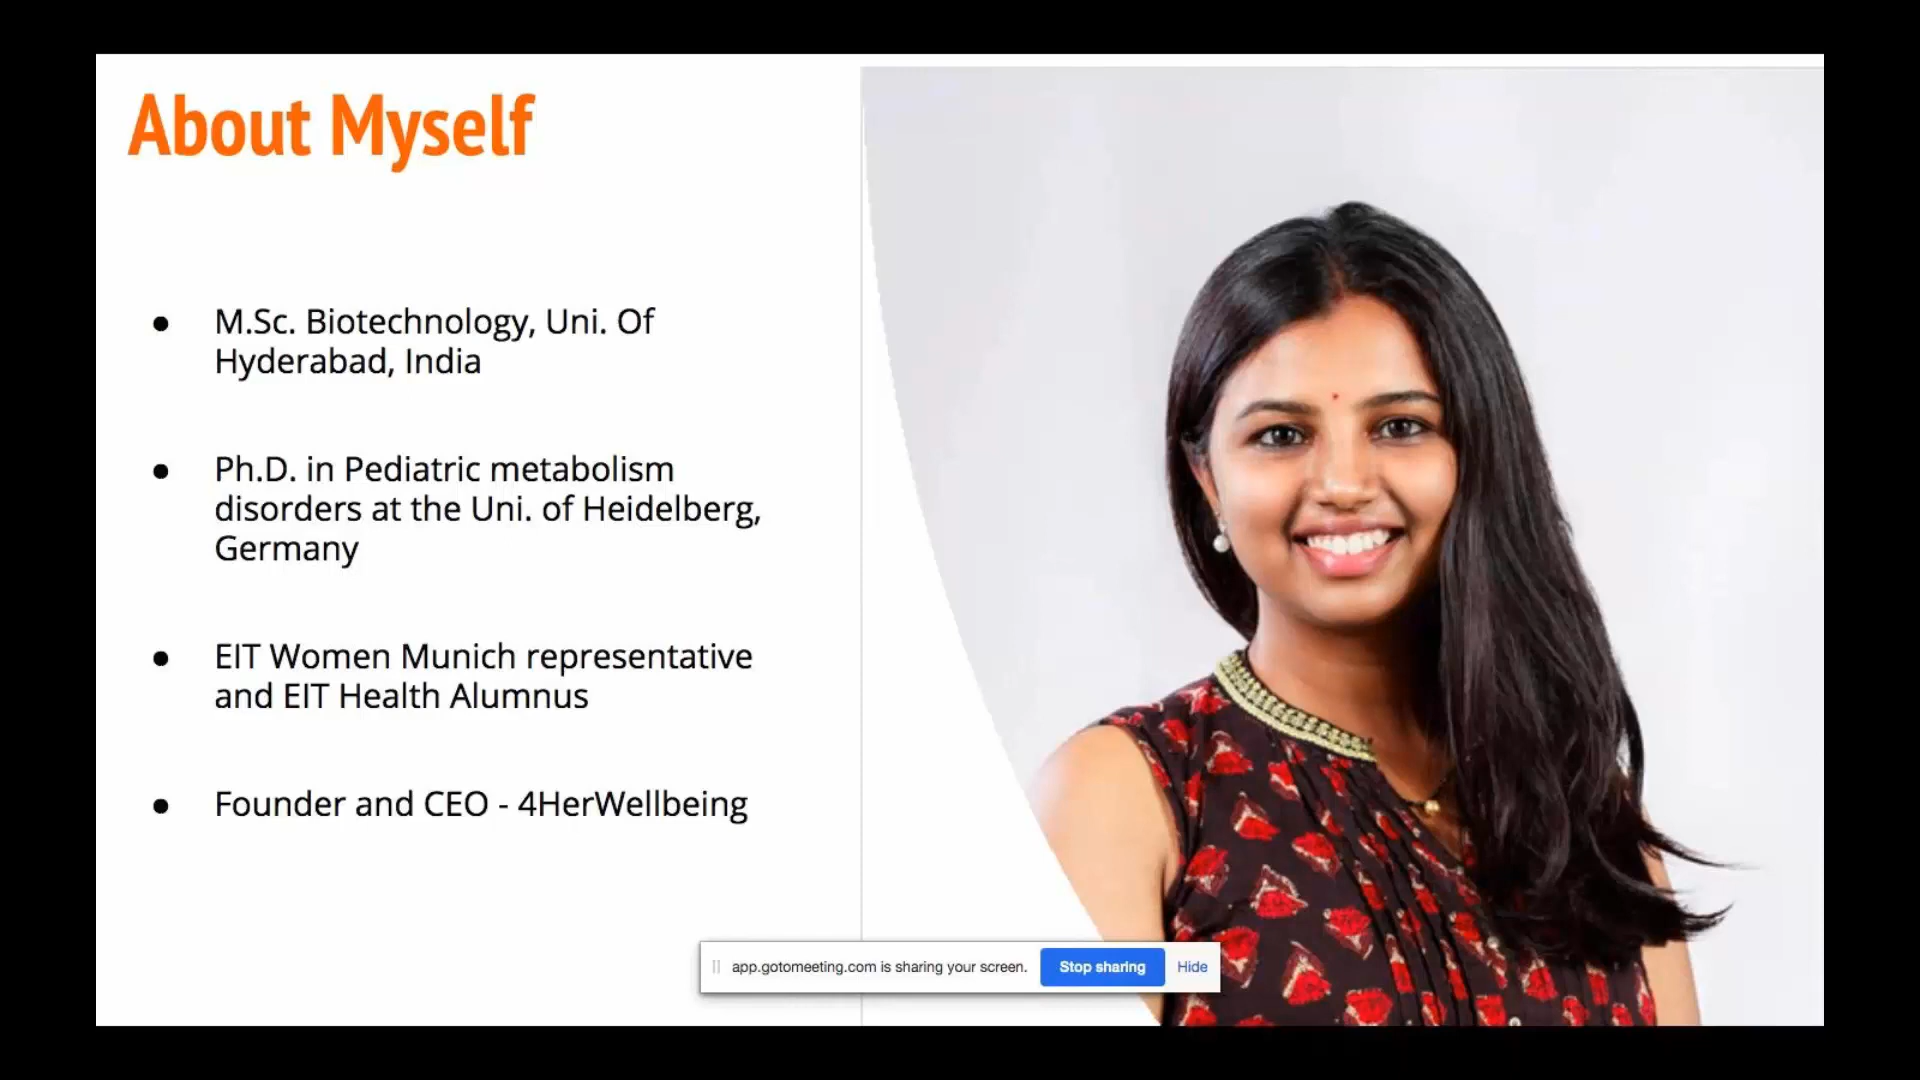 About Myself
● M.Sc. Biotechnology, Uni. Of
Hyderabad, India
● Ph.D. in Pediatric metabolism
disorders at the Uni. of Heidelberg,
Germany
● EIT Women Munich representative
and EIT Health Alumnus
● Founder and CEO - 4HerWellbeing
app.gotomeeting.com is sharing your screen. Stop sharing Hide